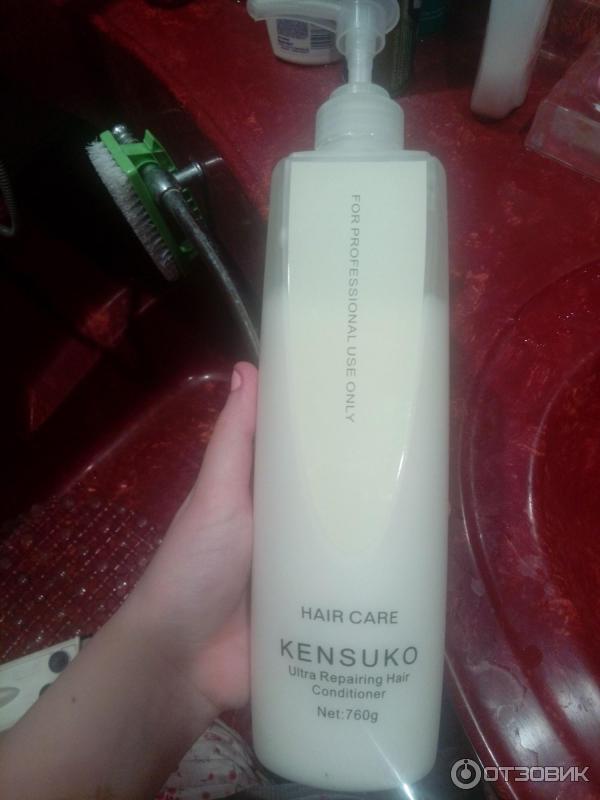 FOR PROFESSIONAL USE ONLY
HAIR CARE
KENSUKO
Ultra Repairing Hair
Conditioner
Net:760g
ОТЗОВИК